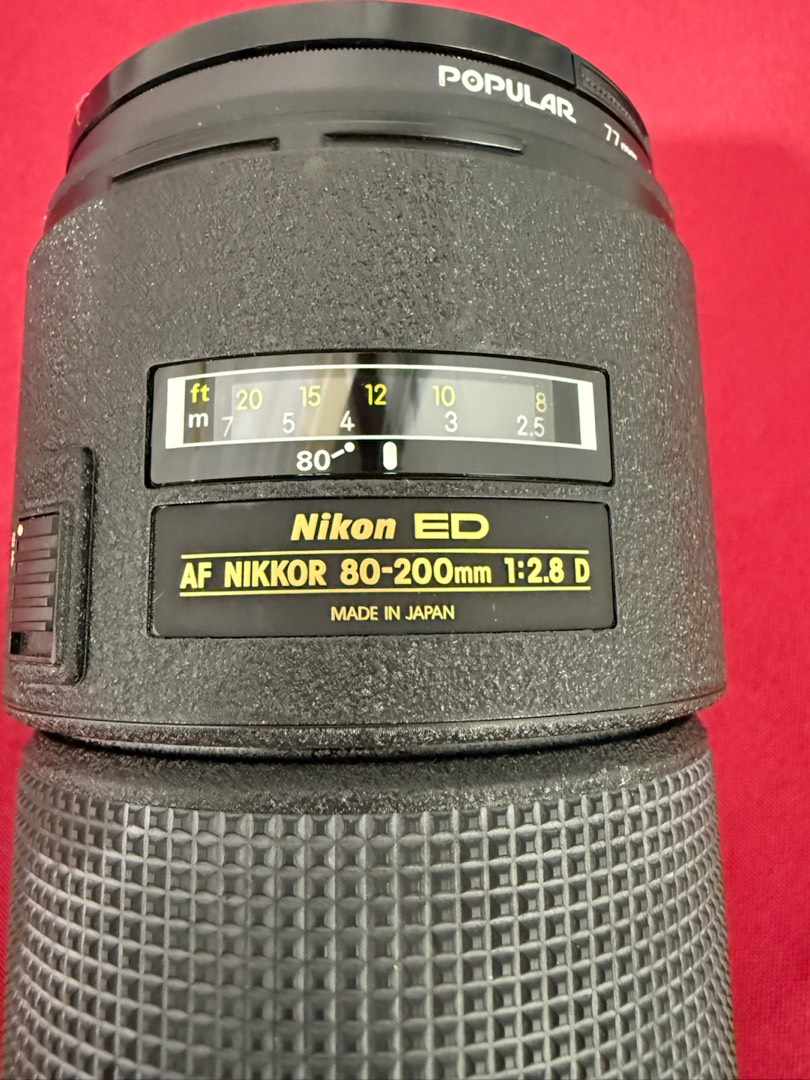 POPULAR 77mm
ft 20 15 12 10 8
m 7 5 4 3 2.5
80
Nikon ED
AF NIKKOR 80-200mm 1:2.8 D
MADE IN JAPAN